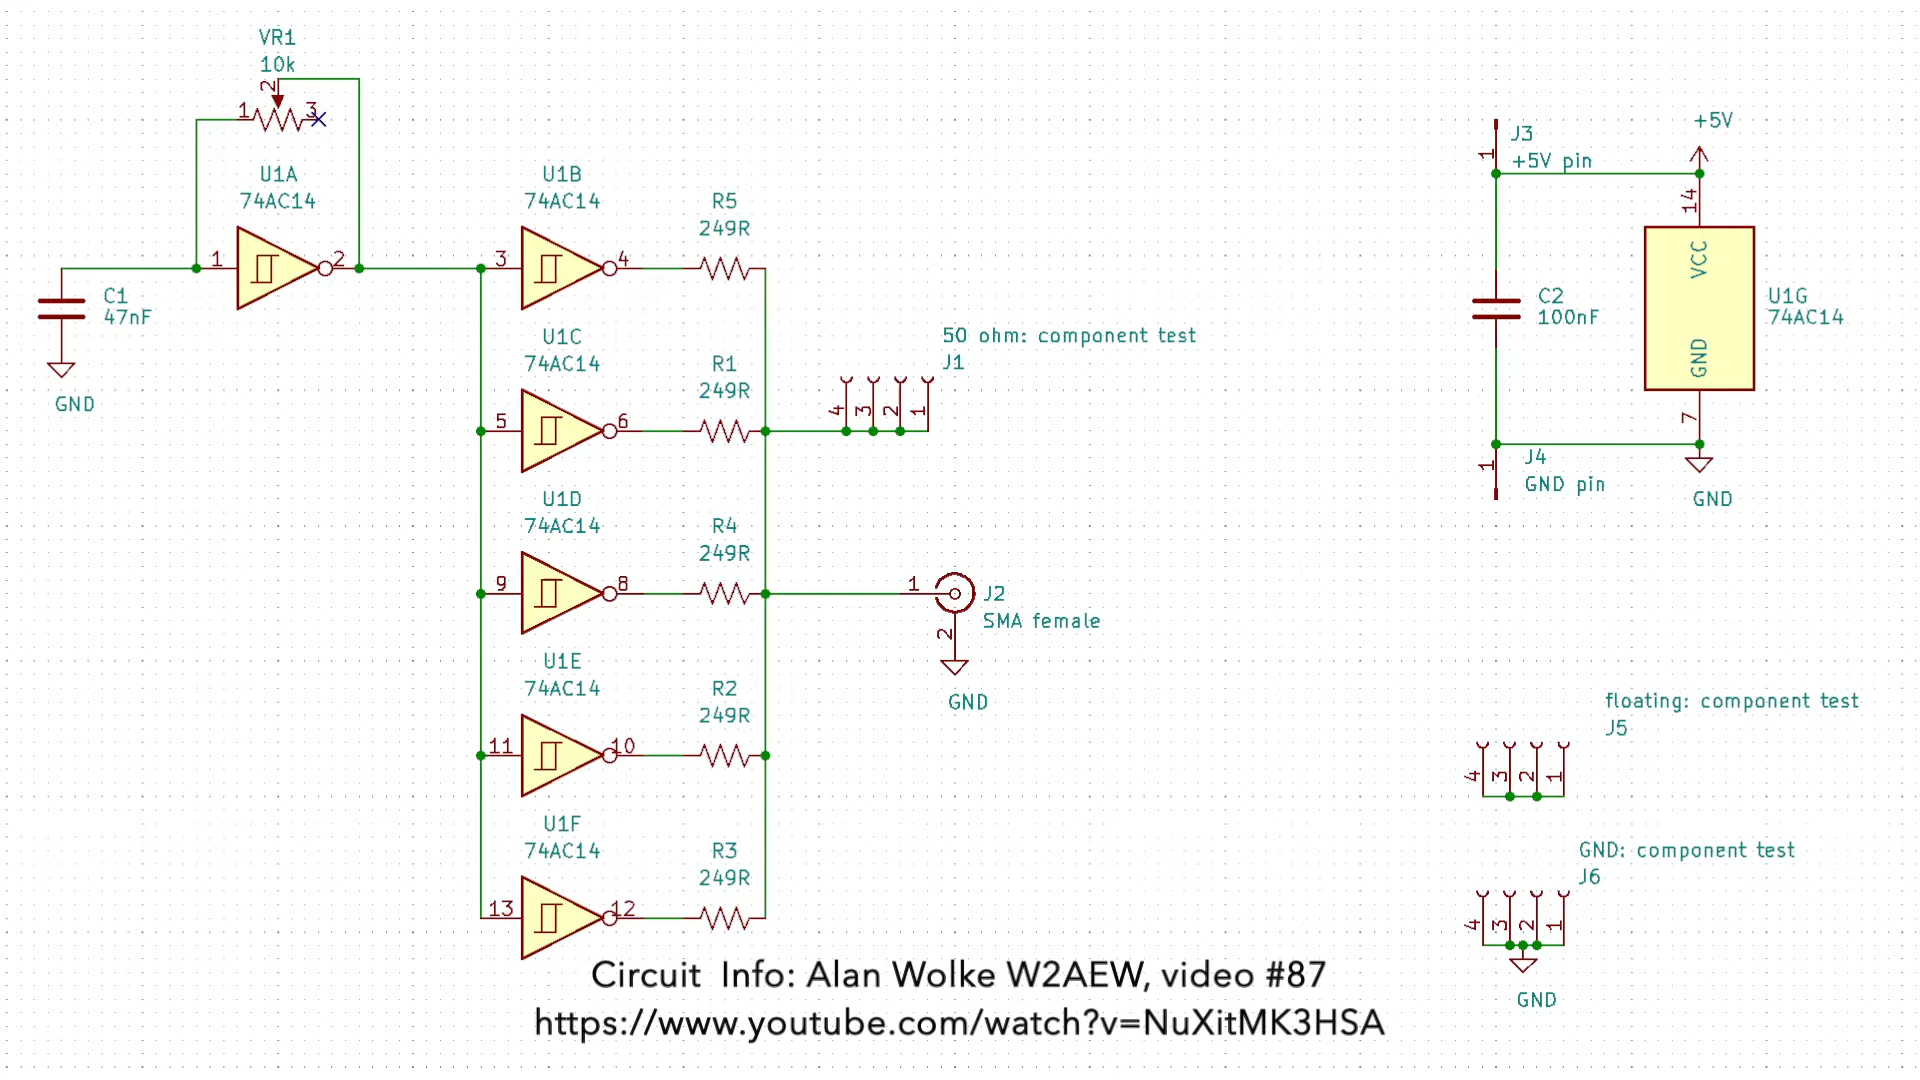 VR1
10k
2
1
3
U1A
74AC14
1
2
C1
47nF
GND
U1B
74AC14
3
4
R5
249R
U1C
74AC14
5
6
R1
249R
50 ohm: component test
J1
4
3
2
1
U1D
74AC14
9
8
R4
249R
1
J2
SMA female
2
GND
U1E
74AC14
11
10
R2
249R
U1F
74AC14
13
12
R3
249R
J3
+5V pin
1
+5V
14
VCC
GND
7
U1G
74AC14
C2
100nF
1
J4
GND pin
GND
floating: component test
J5
4
3
2
1
GND: component test
J6
4
3
2
1
GND
Circuit Info: Alan Wolke W2AEW, video #87
https://www.youtube.com/watch?v=NuXitMK3HSA